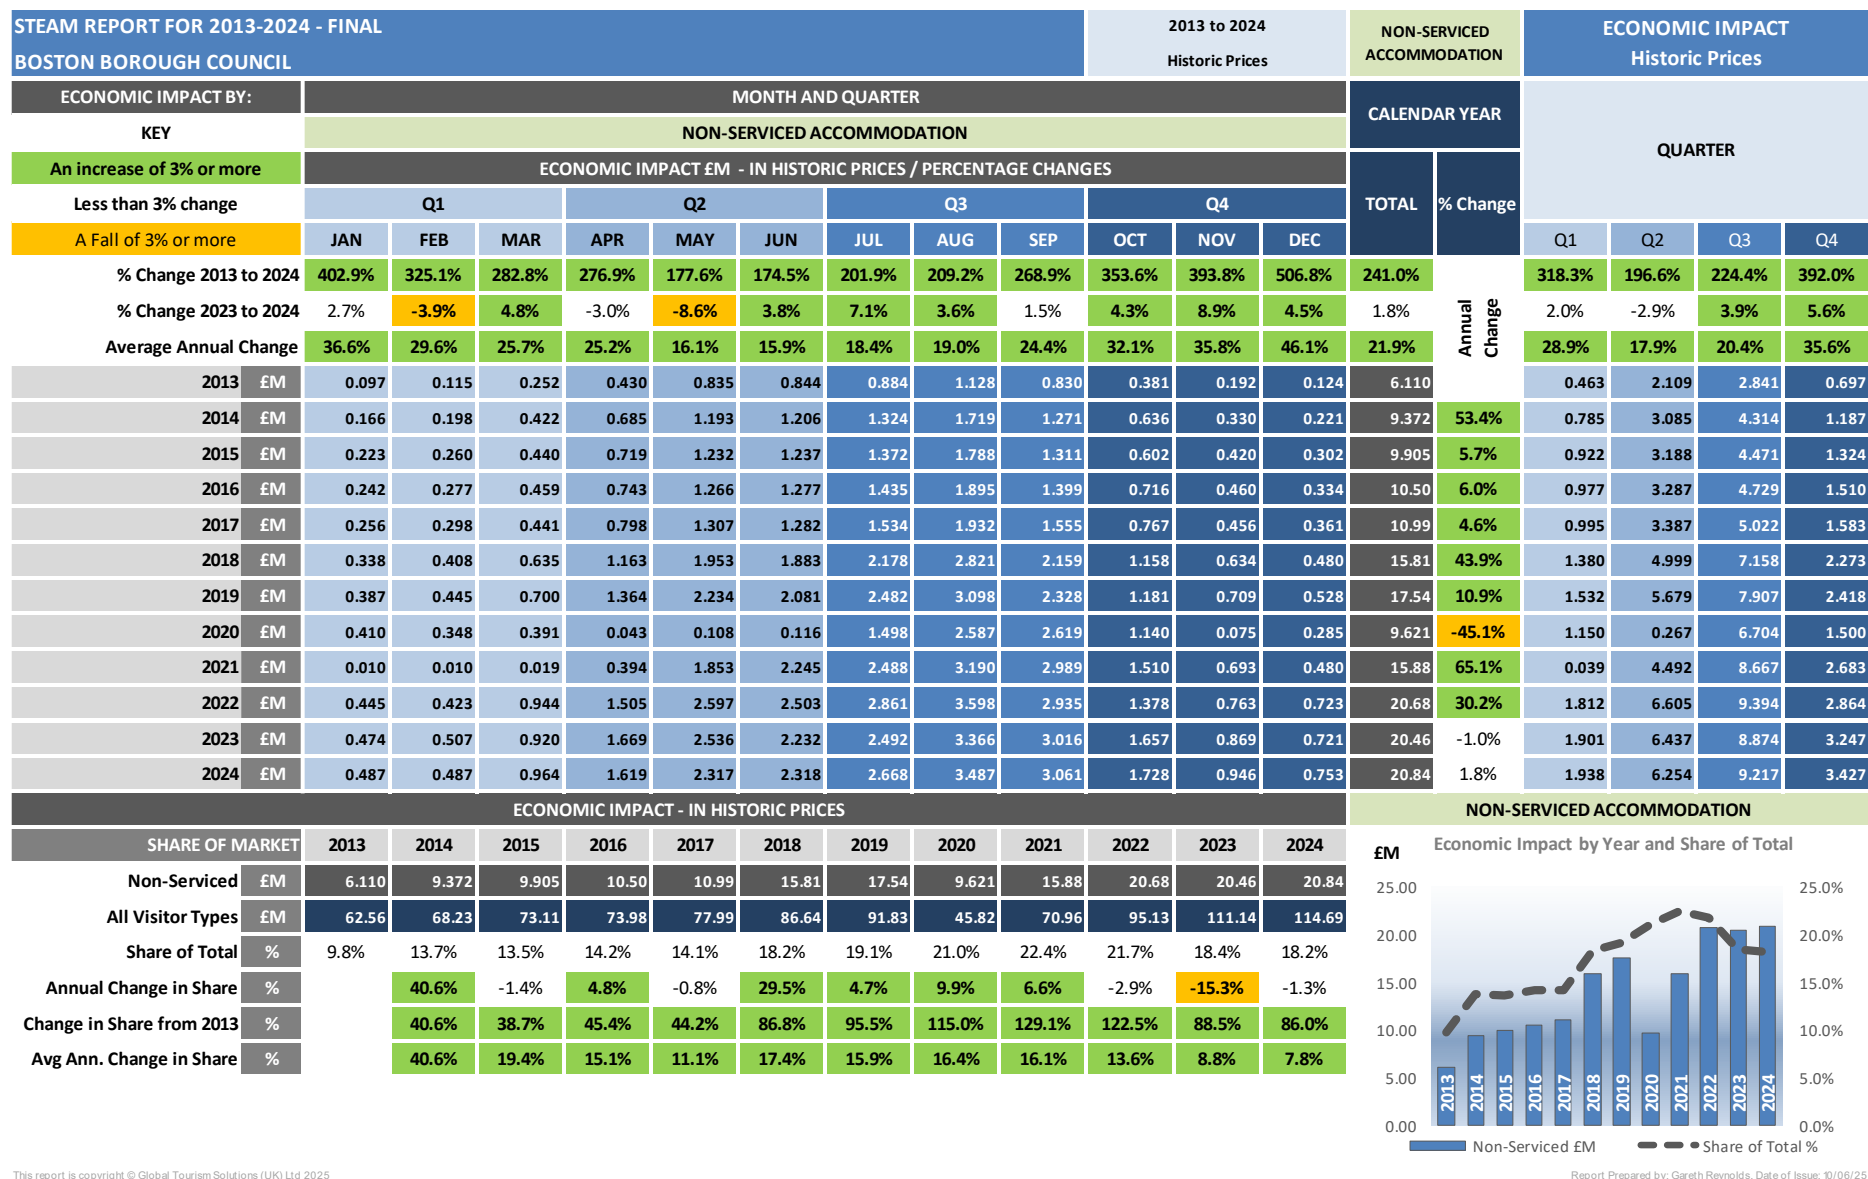 STEAM REPORT FOR 2013-2024 - FINAL
BOSTON BOROUGH COUNCIL
2013 to 2024
Historic Prices
NON-SERVICED
ACCOMMODATION
ECONOMIC IMPACT
Historic Prices
ECONOMIC IMPACT BY: MONTH AND QUARTER
CALENDAR YEAR
KEY NON-SERVICED ACCOMMODATION
QUARTER
An increase of 3% or more ECONOMIC IMPACT £M - IN HISTORIC PRICES / PERCENTAGE CHANGES
Less than 3% change Q1 Q2 Q3 Q4 TOTAL % Change
A Fall of 3% or more JAN FEB MAR APR MAY JUN JUL AUG SEP OCT NOV DEC Q1 Q2 Q3 Q4
% Change 2013 to 2024 402.9% 325.1% 282.8% 276.9% 177.6% 174.5% 201.9% 209.2% 268.9% 353.6% 393.8% 506.8% 241.0% 318.3% 196.6% 224.4% 392.0%
% Change 2023 to 2024 2.7% -3.9% 4.8% -3.0% -8.6% 3.8% 7.1% 3.6% 1.5% 4.3% 8.9% 4.5% 1.8% 2.0% -2.9% 3.9% 5.6%
Annual
Change
Average Annual Change 36.6% 29.6% 25.7% 25.2% 16.1% 15.9% 18.4% 19.0% 24.4% 32.1% 35.8% 46.1% 21.9% 28.9% 17.9% 20.4% 35.6%
2013 £M 0.097 0.115 0.252 0.430 0.835 0.844 0.884 1.128 0.830 0.381 0.192 0.124 6.110 0.463 2.109 2.841 0.697
2014 £M 0.166 0.198 0.422 0.685 1.193 1.206 1.324 1.719 1.271 0.636 0.330 0.221 9.372 53.4% 0.785 3.085 4.314 1.187
2015 £M 0.223 0.260 0.440 0.719 1.232 1.237 1.372 1.788 1.311 0.602 0.420 0.302 9.905 5.7% 0.922 3.188 4.471 1.324
2016 £M 0.242 0.277 0.459 0.743 1.266 1.277 1.435 1.895 1.399 0.716 0.460 0.334 10.50 6.0% 0.977 3.287 4.729 1.510
2017 £M 0.256 0.298 0.441 0.798 1.307 1.282 1.534 1.932 1.555 0.767 0.456 0.361 10.99 4.6% 0.995 3.387 5.022 1.583
2018 £M 0.338 0.408 0.635 1.163 1.953 1.883 2.178 2.821 2.159 1.158 0.634 0.480 15.81 43.9% 1.380 4.999 7.158 2.273
2019 £M 0.387 0.445 0.700 1.364 2.234 2.081 2.482 3.098 2.328 1.181 0.709 0.528 17.54 10.9% 1.532 5.679 7.907 2.418
2020 £M 0.410 0.348 0.391 0.043 0.108 0.116 1.498 2.587 2.619 1.140 0.075 0.285 9.621 -45.1% 1.150 0.267 6.704 1.500
2021 £M 0.010 0.010 0.019 0.394 1.853 2.245 2.488 3.190 2.989 1.510 0.693 0.480 15.88 65.1% 0.039 4.492 8.667 2.683
2022 £M 0.445 0.423 0.944 1.505 2.597 2.503 2.861 3.598 2.935 1.378 0.763 0.723 20.68 30.2% 1.812 6.605 9.394 2.864
2023 £M 0.474 0.507 0.920 1.669 2.536 2.232 2.492 3.366 3.016 1.657 0.869 0.721 20.46 -1.0% 1.901 6.437 8.874 3.247
2024 £M 0.487 0.487 0.964 1.619 2.317 2.318 2.668 3.487 3.061 1.728 0.946 0.753 20.84 1.8% 1.938 6.254 9.217 3.427
ECONOMIC IMPACT - IN HISTORIC PRICES
SHARE OF MARKET 2013 2014 2015 2016 2017 2018 2019 2020 2021 2022 2023 2024
Non-Serviced £M 6.110 9.372 9.905 10.50 10.99 15.81 17.54 9.621 15.88 20.68 20.46 20.84
All Visitor Types £M 62.56 68.23 73.11 73.98 77.99 86.64 91.83 45.82 70.96 95.13 111.14 114.69
Share of Total % 9.8% 13.7% 13.5% 14.2% 14.1% 18.2% 19.1% 21.0% 22.4% 21.7% 18.4% 18.2%
Annual Change in Share % 40.6% -1.4% 4.8% -0.8% 29.5% 4.7% 9.9% 6.6% -2.9% -15.3% -1.3%
Change in Share from 2013 % 40.6% 38.7% 45.4% 44.2% 86.8% 95.5% 115.0% 129.1% 122.5% 88.5% 86.0%
Avg Ann. Change in Share % 40.6% 19.4% 15.1% 11.1% 17.4% 15.9% 16.4% 16.1% 13.6% 8.8% 7.8%
NON-SERVICED ACCOMMODATION
£M Economic Impact by Year and Share of Total
25.00 25.0%
20.00 20.0%
15.00 15.0%
10.00 10.0%
5.00 5.0%
0.00 0.0%
2013 2014 2015 2016 2017 2018 2019 2020 2021 2022 2023 2024
Non-Serviced £M Share of Total %
This report is copyright © Global Tourism Solutions (UK) Ltd 2025
Report Prepared by: Gareth Reynolds. Date of Issue: 10/06/25